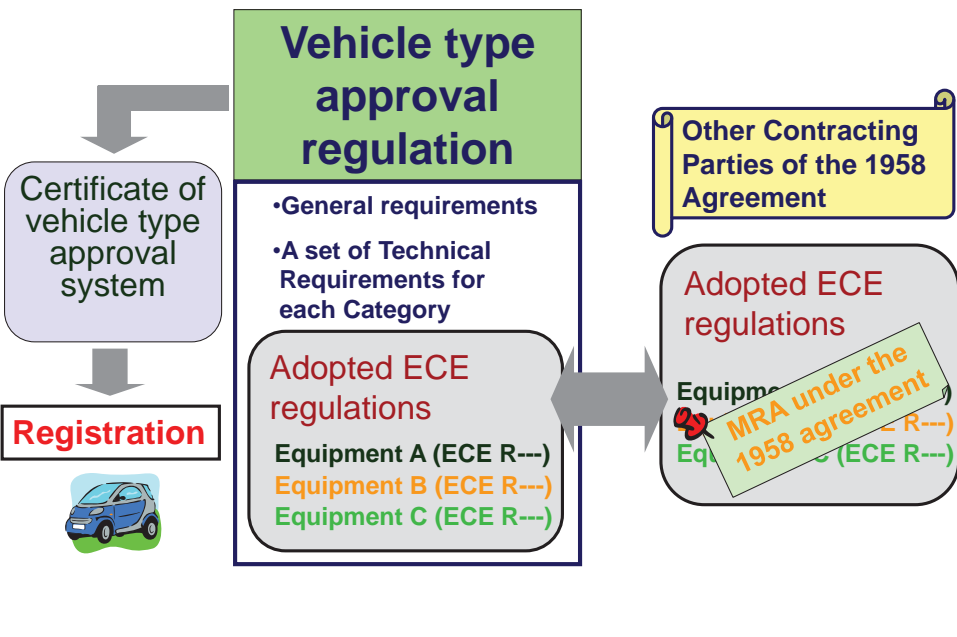 Vehicle type
approval
regulation
Certificate of
vehicle type
approval
system
Registration
•General requirements
•A set of Technical
Requirements for
each Category
Adopted ECE
regulations
Equipment A (ECE R---)
Equipment B (ECE R---)
Equipment C (ECE R---)
Other Contracting
Parties of the 1958
Agreement
Adopted ECE
regulations
MRA under the
1958 agreement
ECE R---)
(ECE R---)